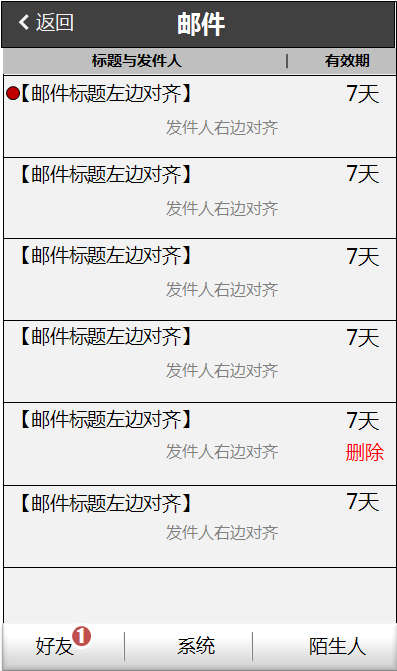 返回 邮件
标题与发件人 | 有效期
【邮件标题左边对齐】 7天
发件人右边对齐
【邮件标题左边对齐】 7天
发件人右边对齐
【邮件标题左边对齐】 7天
发件人右边对齐
【邮件标题左边对齐】 7天
发件人右边对齐
【邮件标题左边对齐】 7天
发件人右边对齐 删除
【邮件标题左边对齐】 7天
发件人右边对齐
好友 1 系统 陌生人